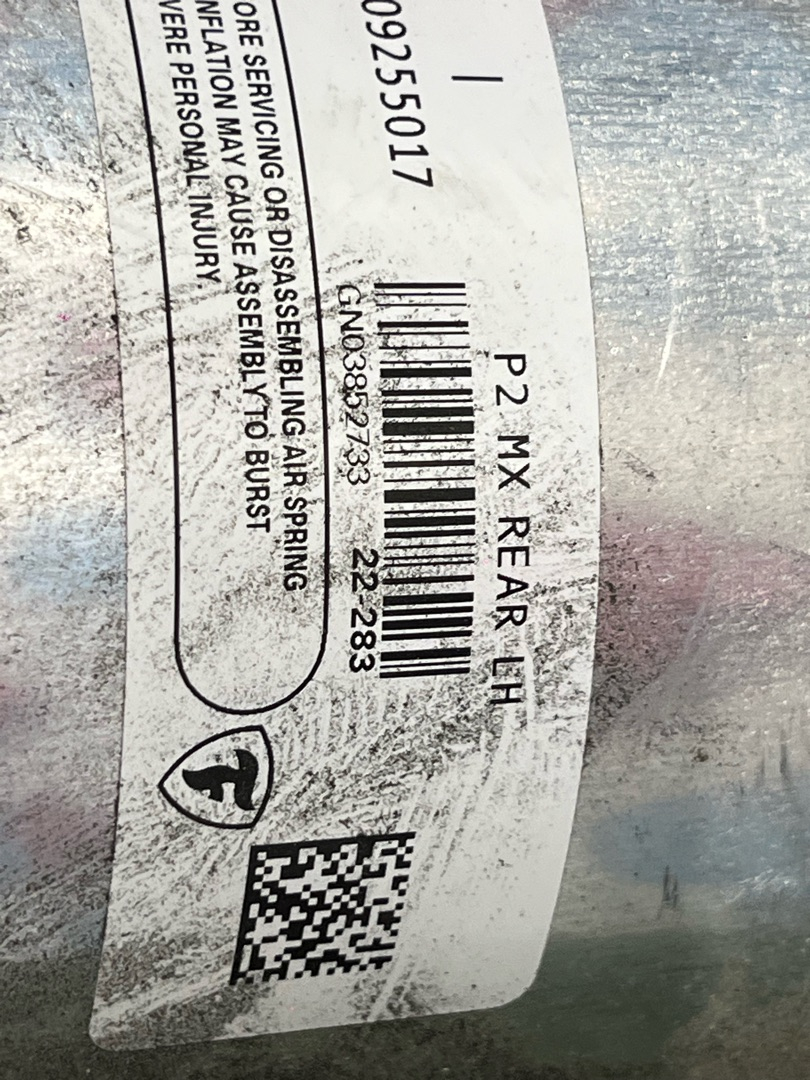 P2 MX REAR LH
09255017
GN03852733 22-283
ORE SERVICING OR DISASSEMBLING AIR SPRING
NFLATION MAY CAUSE ASSEMBLY TO BURST
VERE PERSONAL INJURY.